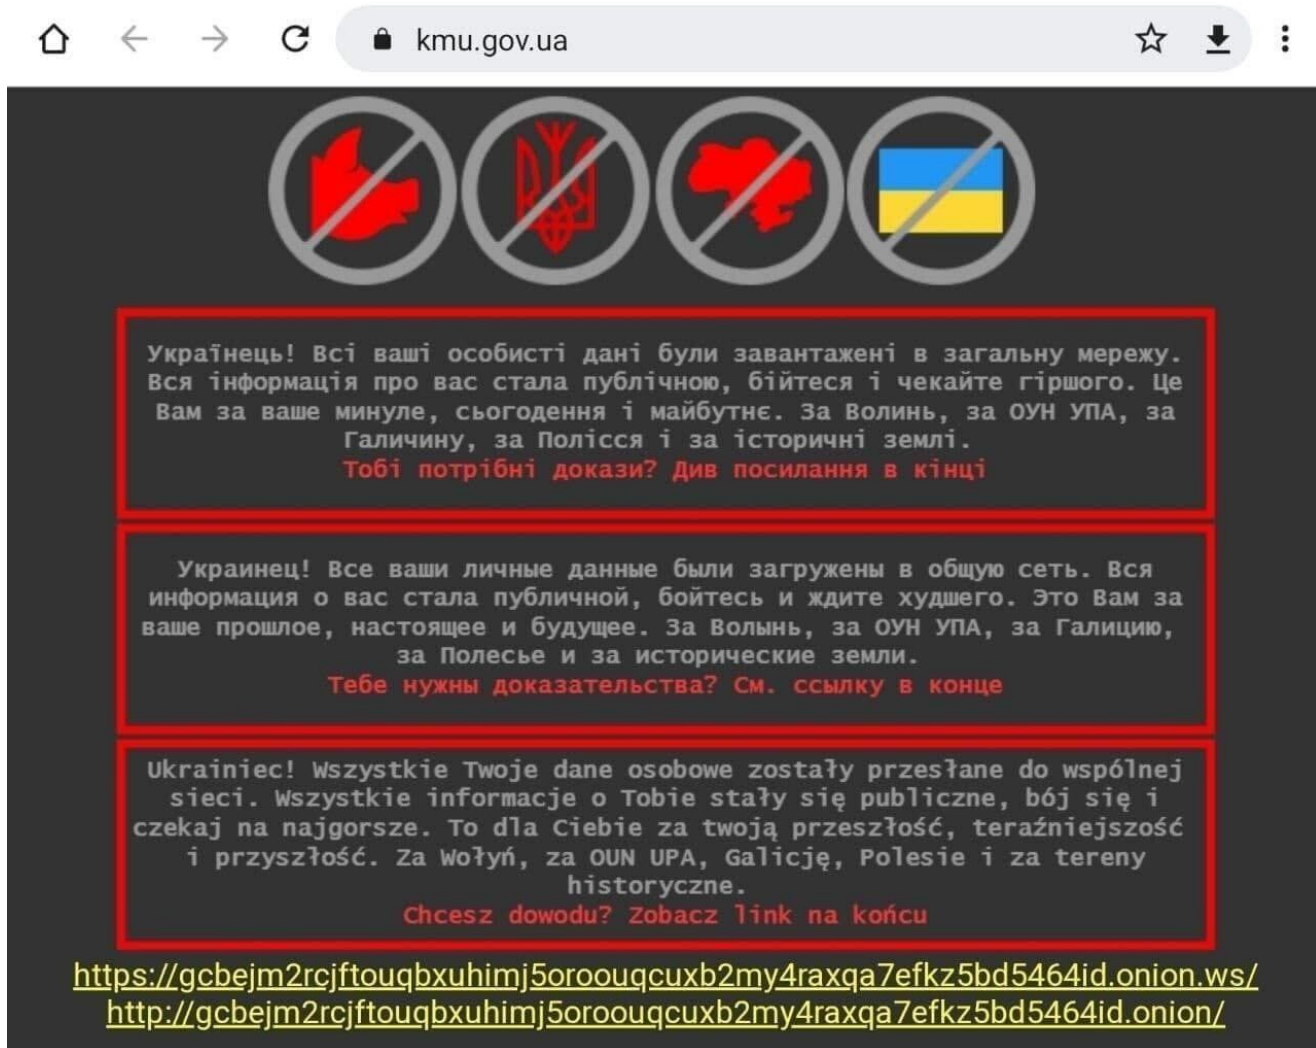 kmu.gov.ua
Українець! Всі ваші особисті дані були завантажені в загальну мережу.
Вся інформація про вас стала публічною, бійтеся і чекайте гіршого. Це
Вам за ваше минуле, сьогодення і майбутнє. За Волинь, за ОУН УПА, за
Галичину, за Полісся і за історичні землі.
Тобі потрібні докази? Див посилання в кінці
Украинец! Все ваши личные данные были загружены в общую сеть. Вся
информация о вас стала публичной, бойтесь и ждите худшего. Это Вам за
ваше прошлое, настоящее и будущее. За Волынь, за ОУН УПА, за Галицию,
за Полесье и за исторические земли.
Тебе нужны доказательства? См. ссылку в конце
Ukrainiec! Wszystkie Twoje dane osobowe zostały przesłane do wspólnej
sieci. Wszystkie informacje o Tobie stały się publiczne, bój się i
czekaj na najgorsze. To dla Ciebie za twoją przeszłość, teraźniejszość
i przyszłość. Za Wołyń, za OUN UPA, Galicję, Polesie i za tereny
historyczne.
Chcesz dowodu? Zobacz link na końcu
https://gcbejm2rcjftouqbxuhimj5oroouqcuxb2my4raxqa7efkz5bd5464id.onion.ws/
http://gcbejm2rcjftouqbxuhimj5oroouqcuxb2my4raxqa7efkz5bd5464id.onion/